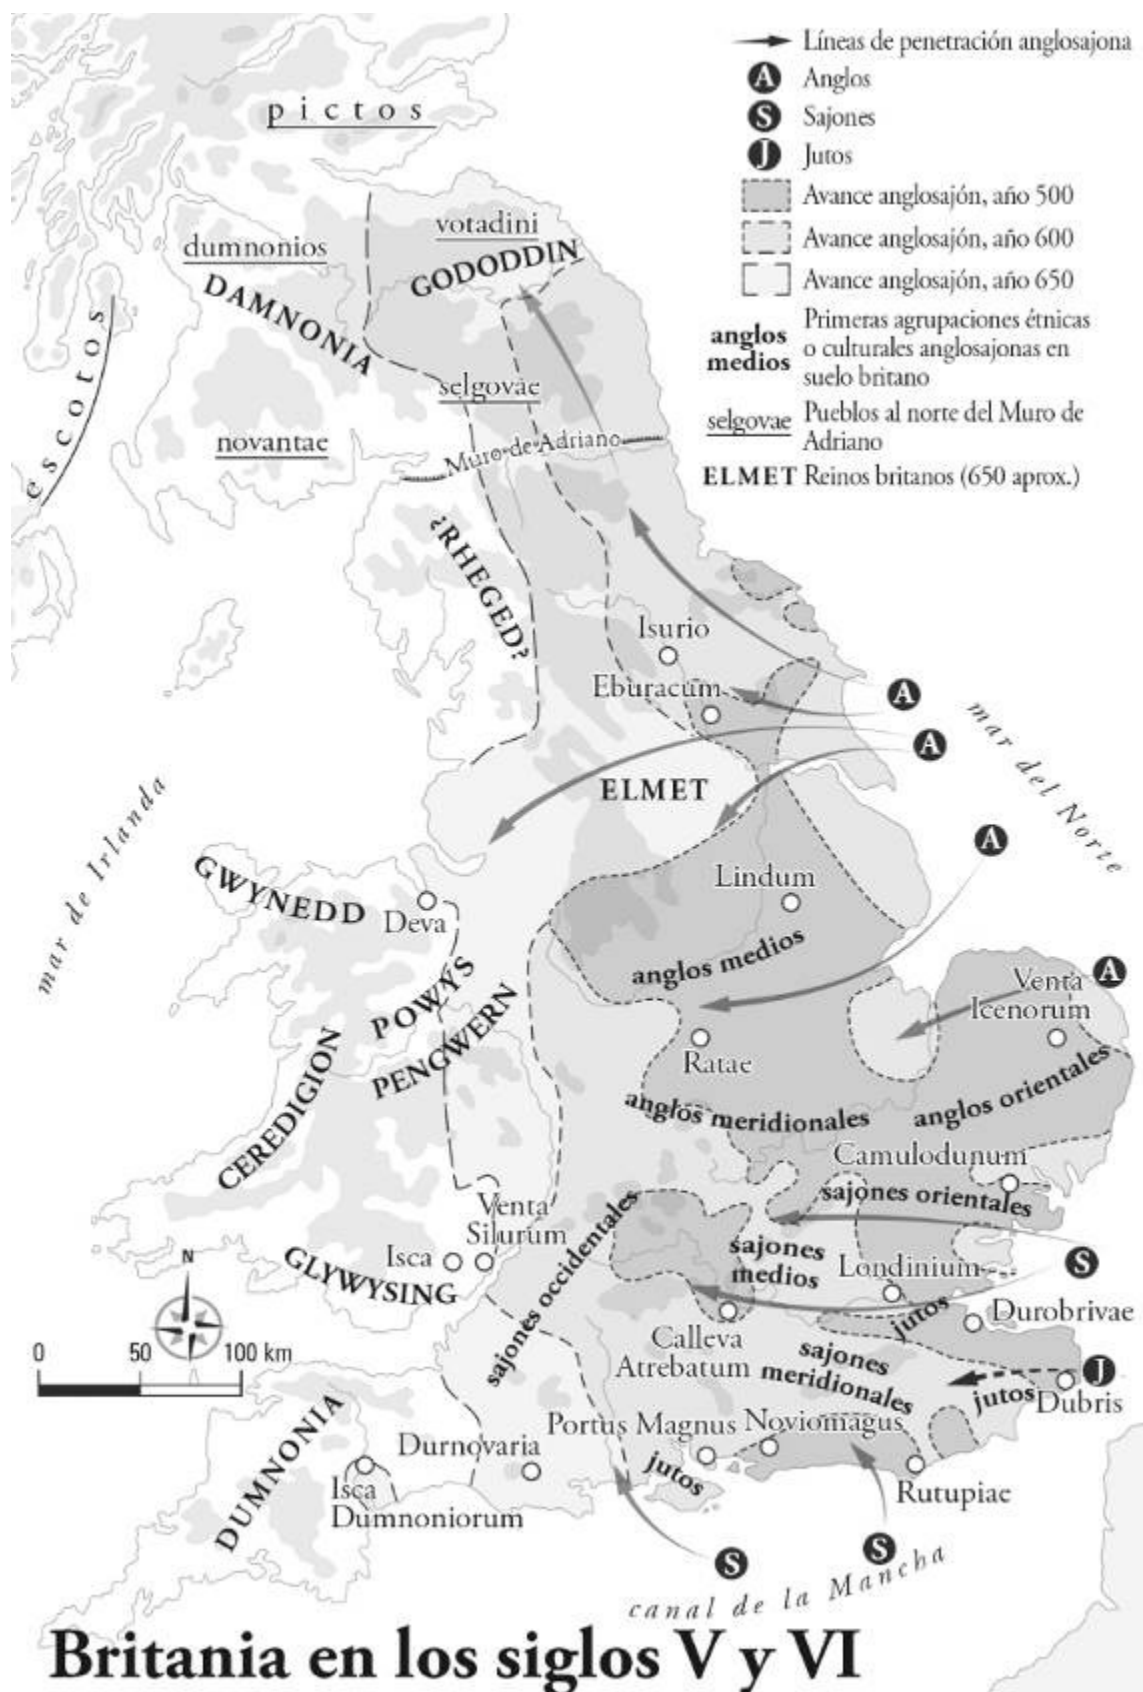 Líneas de penetración anglosajona
A Anglos
S Sajones
J Jutos
Avance anglosajón, año 500
Avance anglosajón, año 600
Avance anglosajón, año 650
anglos medios
Primeras agrupaciones étnicas
o culturales anglosajonas en
suelo britano
selgovae Pueblos al norte del Muro de
Adriano
ELMET Reinos britanos (650 aprox.)
pictos
votadini
dumnonios
GODODDIN
DAMNONIA
escotos
selgovae
novantae
Muro de Adriano
¿RHEGED?
Isurio
Eburacum
A
A
mar del Norte
ELMET
mar de Irlanda
A
GWYNEDD
Deva
Lindum
anglos medios
POWYS
A
Venta
Icenorum
PENGWERN
Ratae
CEREDIGION
anglos meridionales
anglos orientales
Camulodunum
sajones orientales
Venta
Silurum
Isca
GLYWYSING
sajones occidentales
sajones
medios
Londinium
S
jutos
Durobrivae
N
0 50 100 km
Calleva
Atrebatum
sajones
meridionales
J
jutos
Dubris
DUMNONIA
Durnovaria
Portus Magnus
Noviomagus
jutos
Isca
Dumnoniorum
Rutupiae
S
S
canal de la Mancha
Britania en los siglos V y VI